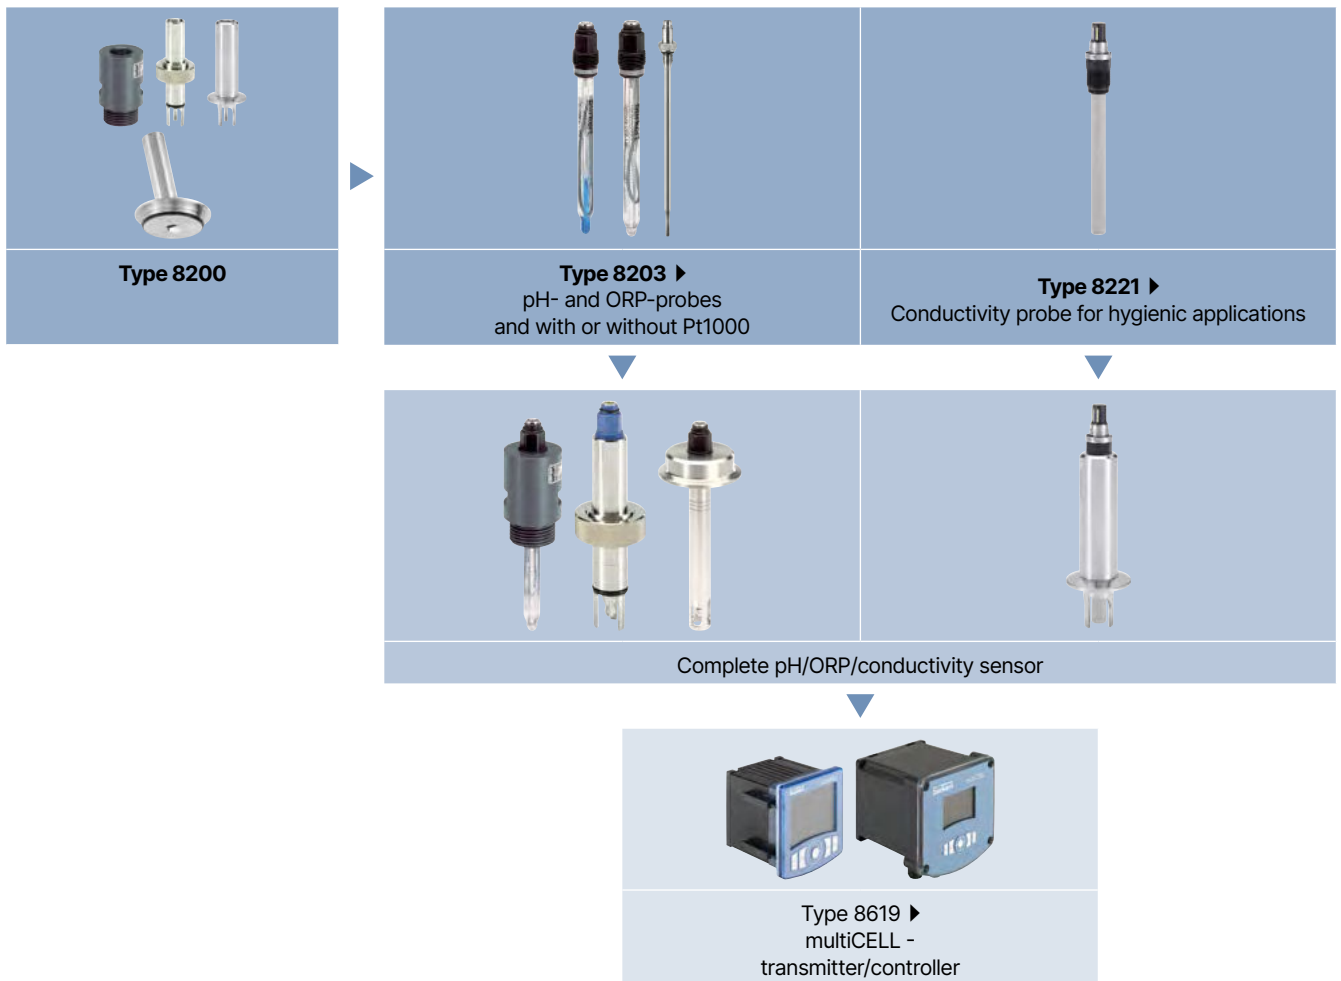 Type 8200
Type 8203 ▶
pH- and ORP-probes
and with or without Pt1000
Type 8221 ▶
Conductivity probe for hygienic applications
Complete pH/ORP/conductivity sensor
Type 8619 ▶
multiCELL -
transmitter/controller